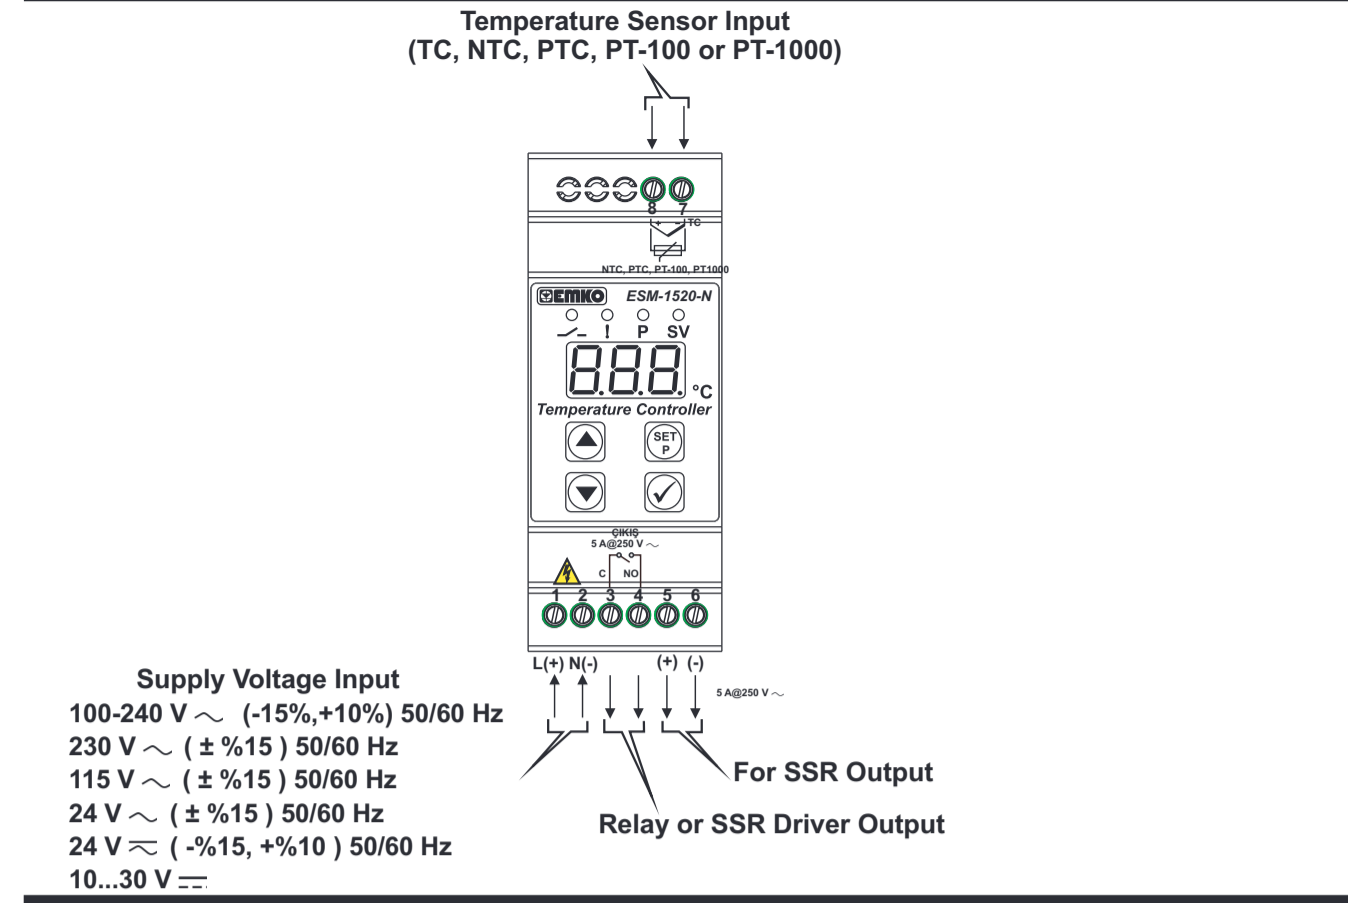 Temperature Sensor Input
(TC, NTC, PTC, PT-100 or PT-1000)
8 7
+ - TC
NTC, PTC, PT-100, PT1000
EMKO ESM-1520-N
! P SV
8.8.8. °C
Temperature Controller
SET
P
ÇIKIŞ
5 A@250 V ~
C NO
1 2 3 4 5 6
L(+) N(-) (+) (-)
5 A@250 V ~
Supply Voltage Input
100-240 V ~ (-15%,+10%) 50/60 Hz
230 V ~ ( ± %15 ) 50/60 Hz
115 V ~ ( ± %15 ) 50/60 Hz
24 V ~ ( ± %15 ) 50/60 Hz
24 V ⏦ ( -%15, +%10 ) 50/60 Hz
10...30 V ⎓
For SSR Output
Relay or SSR Driver Output